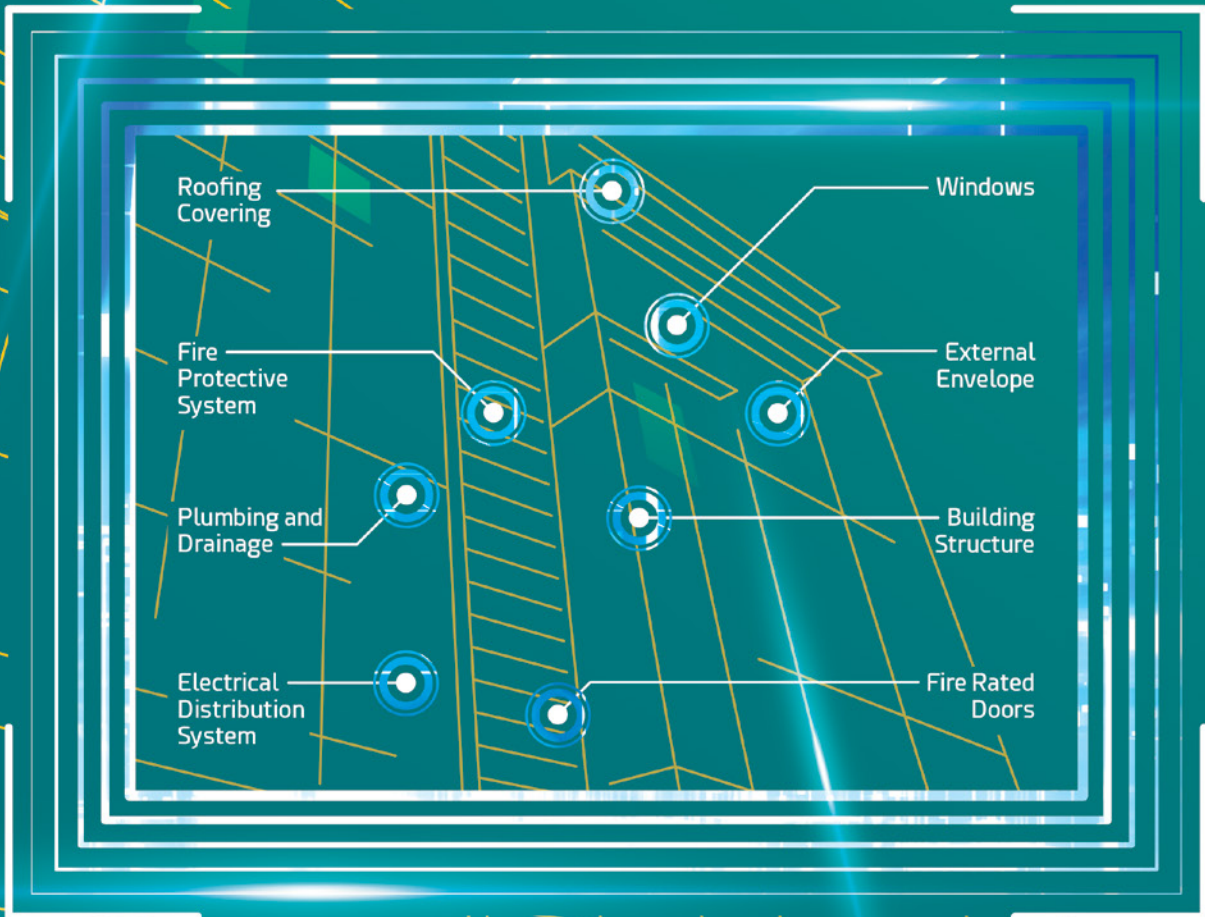 Roofing
Covering
Windows
Fire
Protective
System
External
Envelope
Plumbing and
Drainage
Building
Structure
Electrical
Distribution
System
Fire Rated
Doors